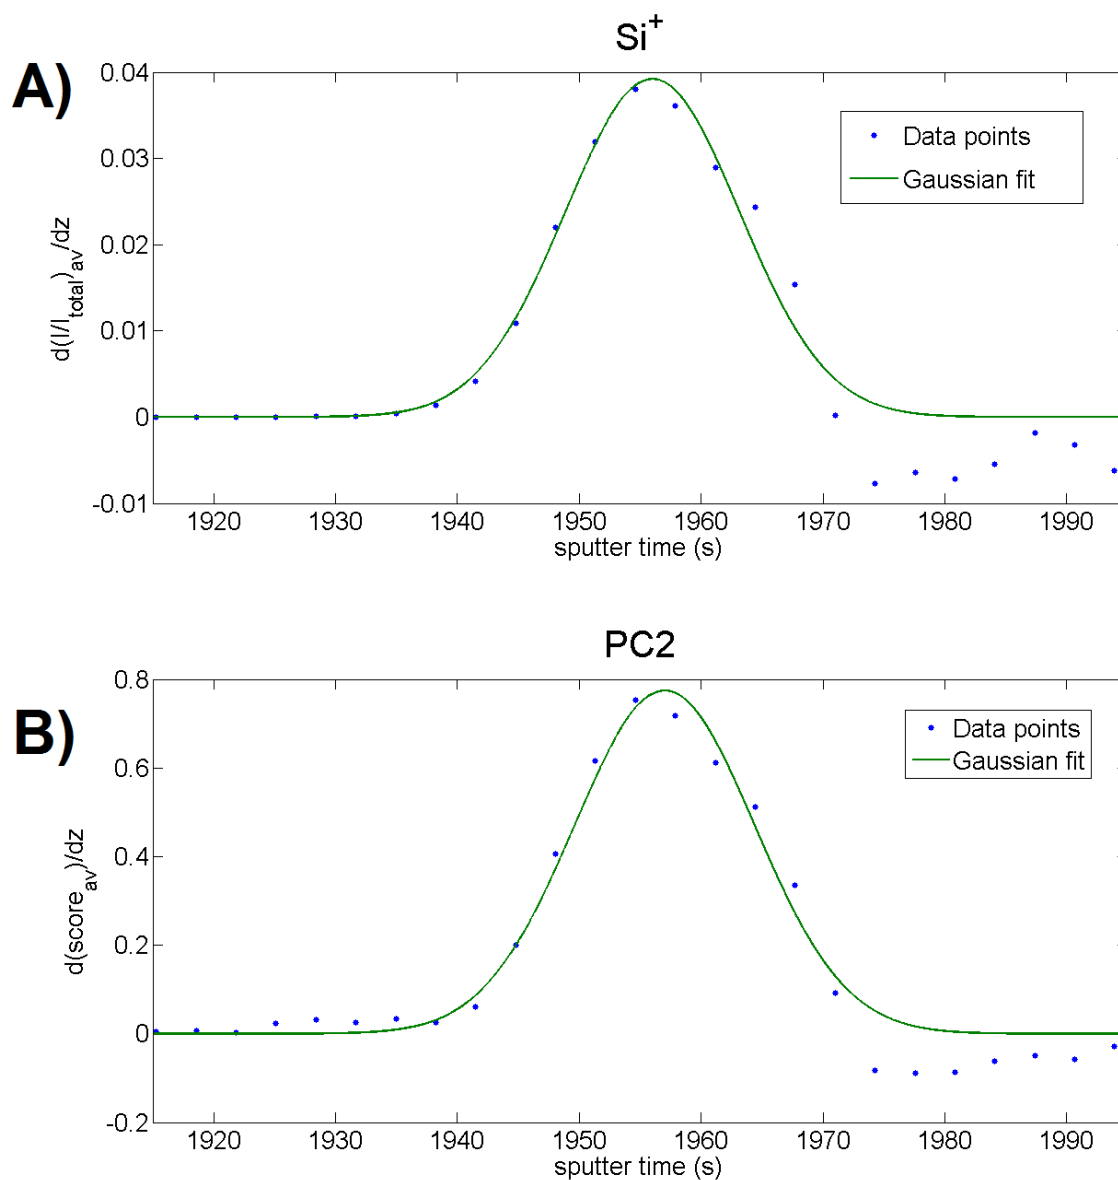 A)
Si+
0.04
0.03
0.02
0.01
0
-0.01
d(I/Itotal)av/dz
Data points
Gaussian fit
1920 1930 1940 1950 1960 1970 1980 1990
sputter time (s)
B)
PC2
0.8
0.6
0.4
0.2
0
-0.2
d(scoreav)/dz
Data points
Gaussian fit
1920 1930 1940 1950 1960 1970 1980 1990
sputter time (s)